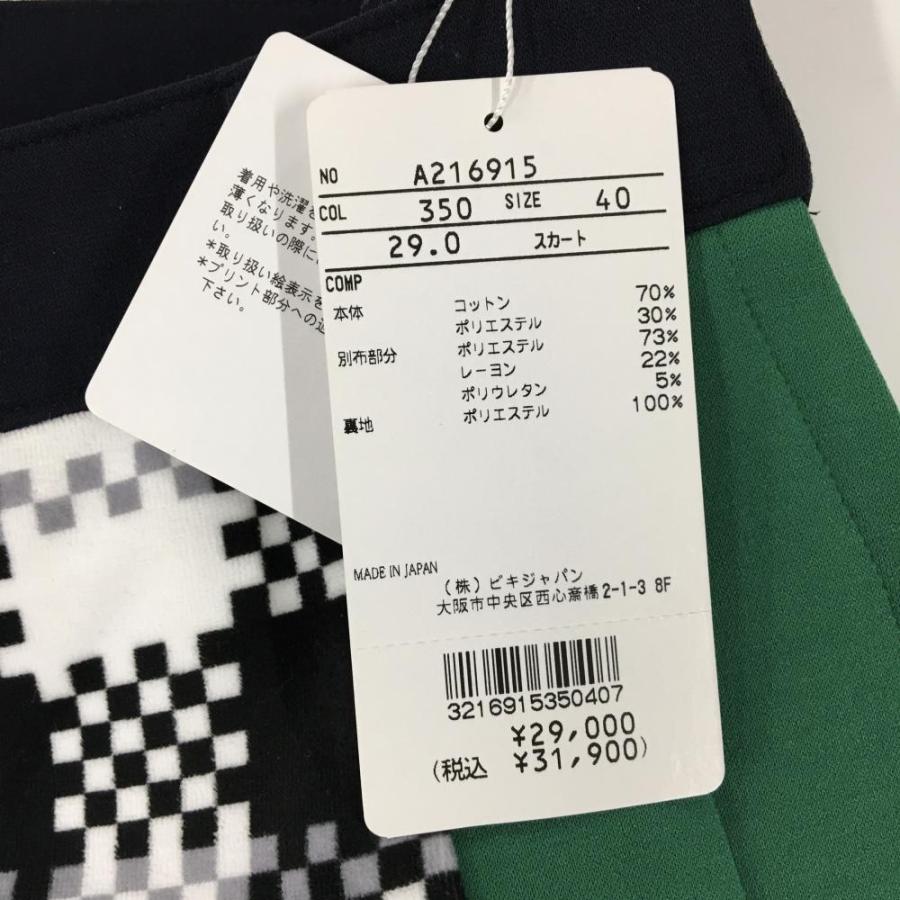 着用や洗濯
薄くなります。
取り扱いの際に
い。
*取り扱い絵表示を
*プリント部分への
下さい。
NO A216915
COL 350 SIZE 40
29.0 スカート
COMP
本体 コットン 70%
ポリエステル 30%
別布部分 ポリエステル 73%
レーヨン 22%
ポリウレタン 5%
裏地 ポリエステル 100%
MADE IN JAPAN
(株)ピキジャパン
大阪市中央区西心斎橋2-1-3 8F
3216915350407
¥29,000
(税込 ¥31,900)